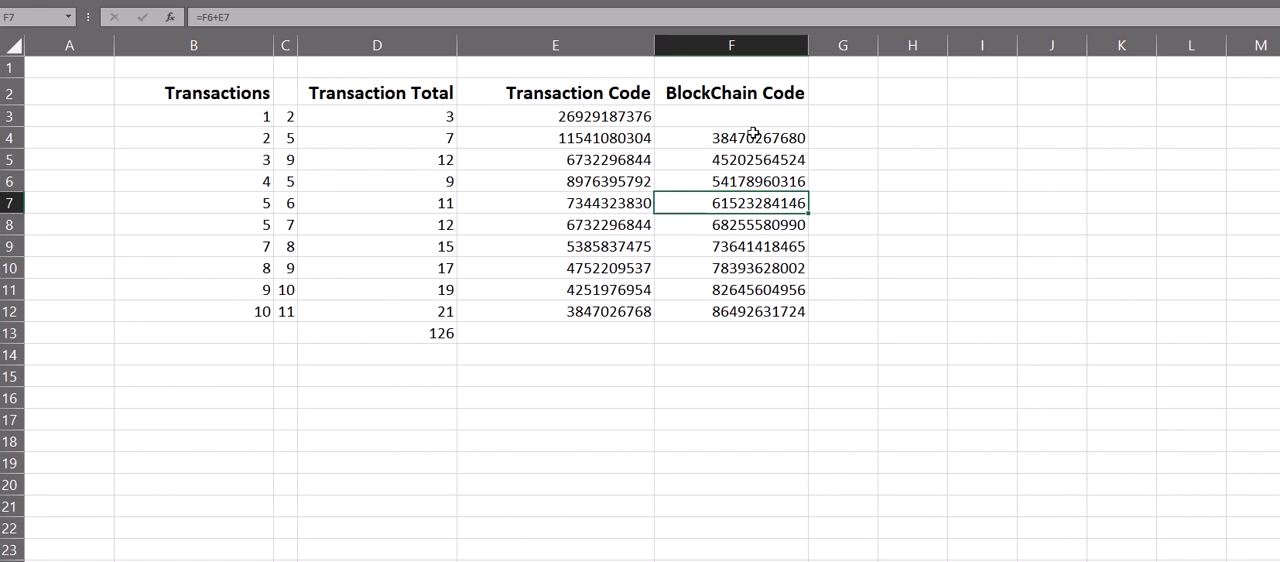 F7 fx =F6+E7
A B C D E F G H I J K L M
1
2 Transactions Transaction Total Transaction Code BlockChain Code
3 1 2 3 26929187376
4 2 5 7 11541080304 38470267680
5 3 9 12 6732296844 45202564524
6 4 5 9 8976395792 54178960316
7 5 6 11 7344323830 61523284146
8 5 7 12 6732296844 68255580990
9 7 8 15 5385837475 73641418465
10 8 9 17 4752209537 78393628002
11 9 10 19 4251976954 82645604956
12 10 11 21 3847026768 86492631724
13 126
14
15
16
17
18
19
20
21
22
23